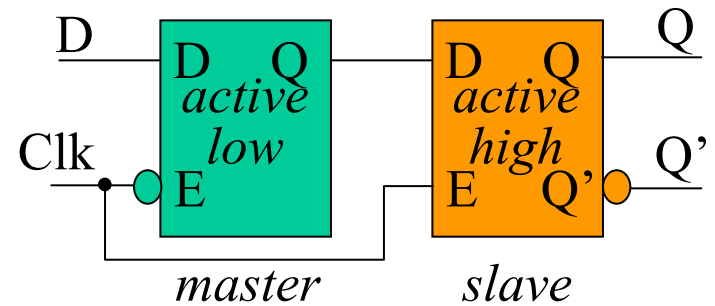 D
Q
D Q
D Q
active
low
active
high
Clk
Q'
E
E Q'
master
slave